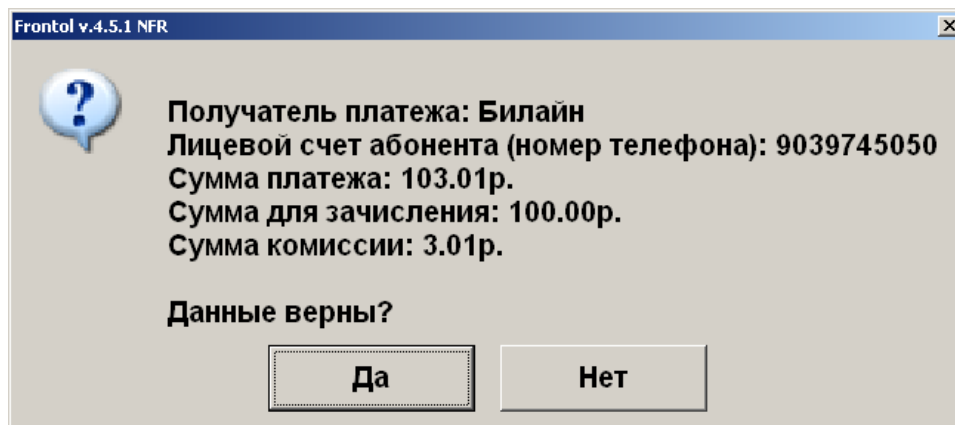 Frontol v.4.5.1 NFR
Получатель платежа: Билайн
Лицевой счет абонента (номер телефона): 9039745050
Сумма платежа: 103.01р.
Сумма для зачисления: 100.00р.
Сумма комиссии: 3.01р.
Данные верны?
Да Нет